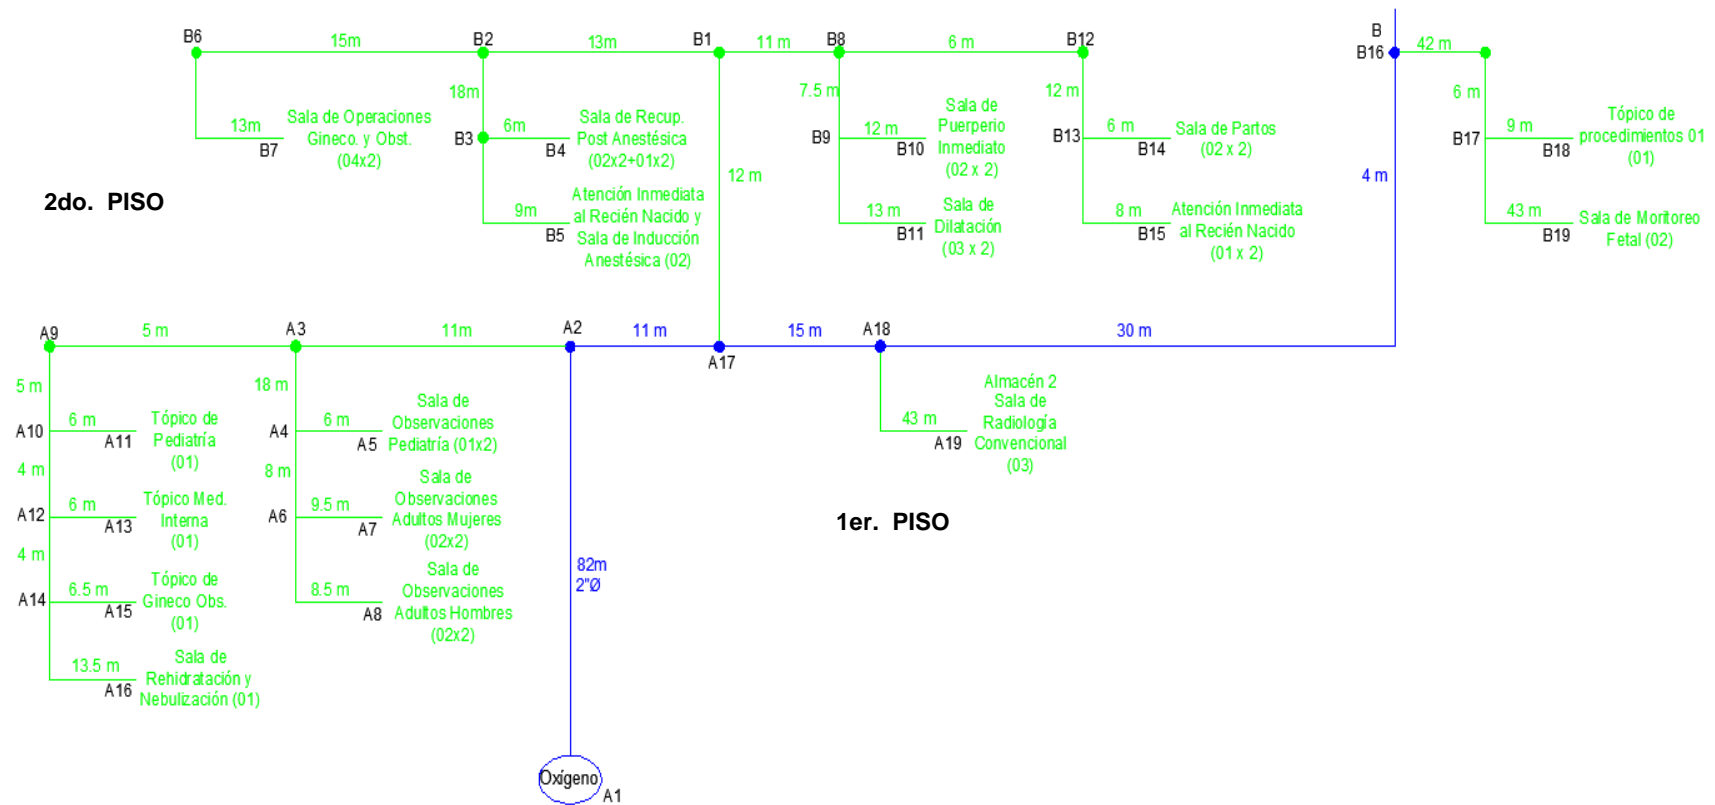 B6
15m
B2
13m
B1
11 m
B8
6 m
B12
B
B16
42 m
18m
7.5 m
12 m
6 m
13m
B7
Sala de Operaciones
Gineco. y Obst.
(04x2)
B3
6m
B4
Sala de Recup.
Post Anestésica
(02x2+01x2)
9m
B5
Atención Inmediata
al Recién Nacido y
Sala de Inducción
Anestésica (02)
12 m
B9
12 m
B10
Sala de
Puerperio
Inmediato
(02 x 2)
13 m
B11
Sala de
Dilatación
(03 x 2)
B13
6 m
B14
Sala de Partos
(02 x 2)
8 m
B15
Atención Inmediata
al Recién Nacido
(01 x 2)
4 m
B17
9 m
B18
Tópico de
procedimientos 01
(01)
43 m
B19
Sala de Moritoreo
Fetal (02)
2do. PISO
A9
5 m
A3
11m
A2
11 m
A17
15 m
A18
30 m
5 m
A10
6 m
A11
Tópico de
Pediatría
(01)
4 m
A12
6 m
A13
Tópico Med.
Interna
(01)
4 m
A14
6.5 m
A15
Tópico de
Gineco Obs.
(01)
13.5 m
A16
Sala de
Rehidratación y
Nebulización (01)
18 m
A4
6 m
A5
Sala de
Observaciones
Pediatría (01x2)
8 m
A6
9.5 m
A7
Sala de
Observaciones
Adultos Mujeres
(02x2)
8.5 m
A8
Sala de
Observaciones
Adultos Hombres
(02x2)
43 m
A19
Almacén 2
Sala de
Radiología
Convencional
(03)
1er. PISO
82m
2"Ø
Oxígeno
A1